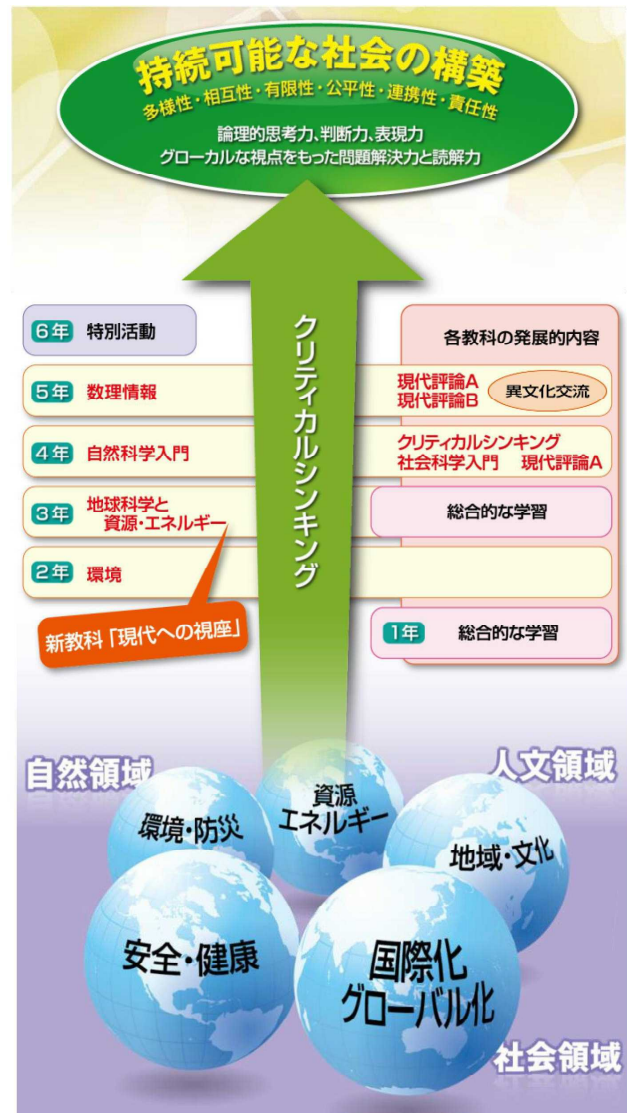 持続可能な社会の構築
多様性・相互性・有限性・公平性・連携性・責任性
論理的思考力、判断力、表現力
グローカルな視点をもった問題解決力と読解力
クリティカルシンキング
6年 特別活動
各教科の発展的内容
5年 数理情報
現代評論A
現代評論B
異文化交流
4年 自然科学入門
クリティカルシンキング
社会科学入門 現代評論A
3年 地球科学と
資源・エネルギー
総合的な学習
2年 環境
新教科「現代への視座」
1年 総合的な学習
自然領域
人文領域
環境・防災
資源
エネルギー
地域・文化
安全・健康
国際化
グローバル化
社会領域